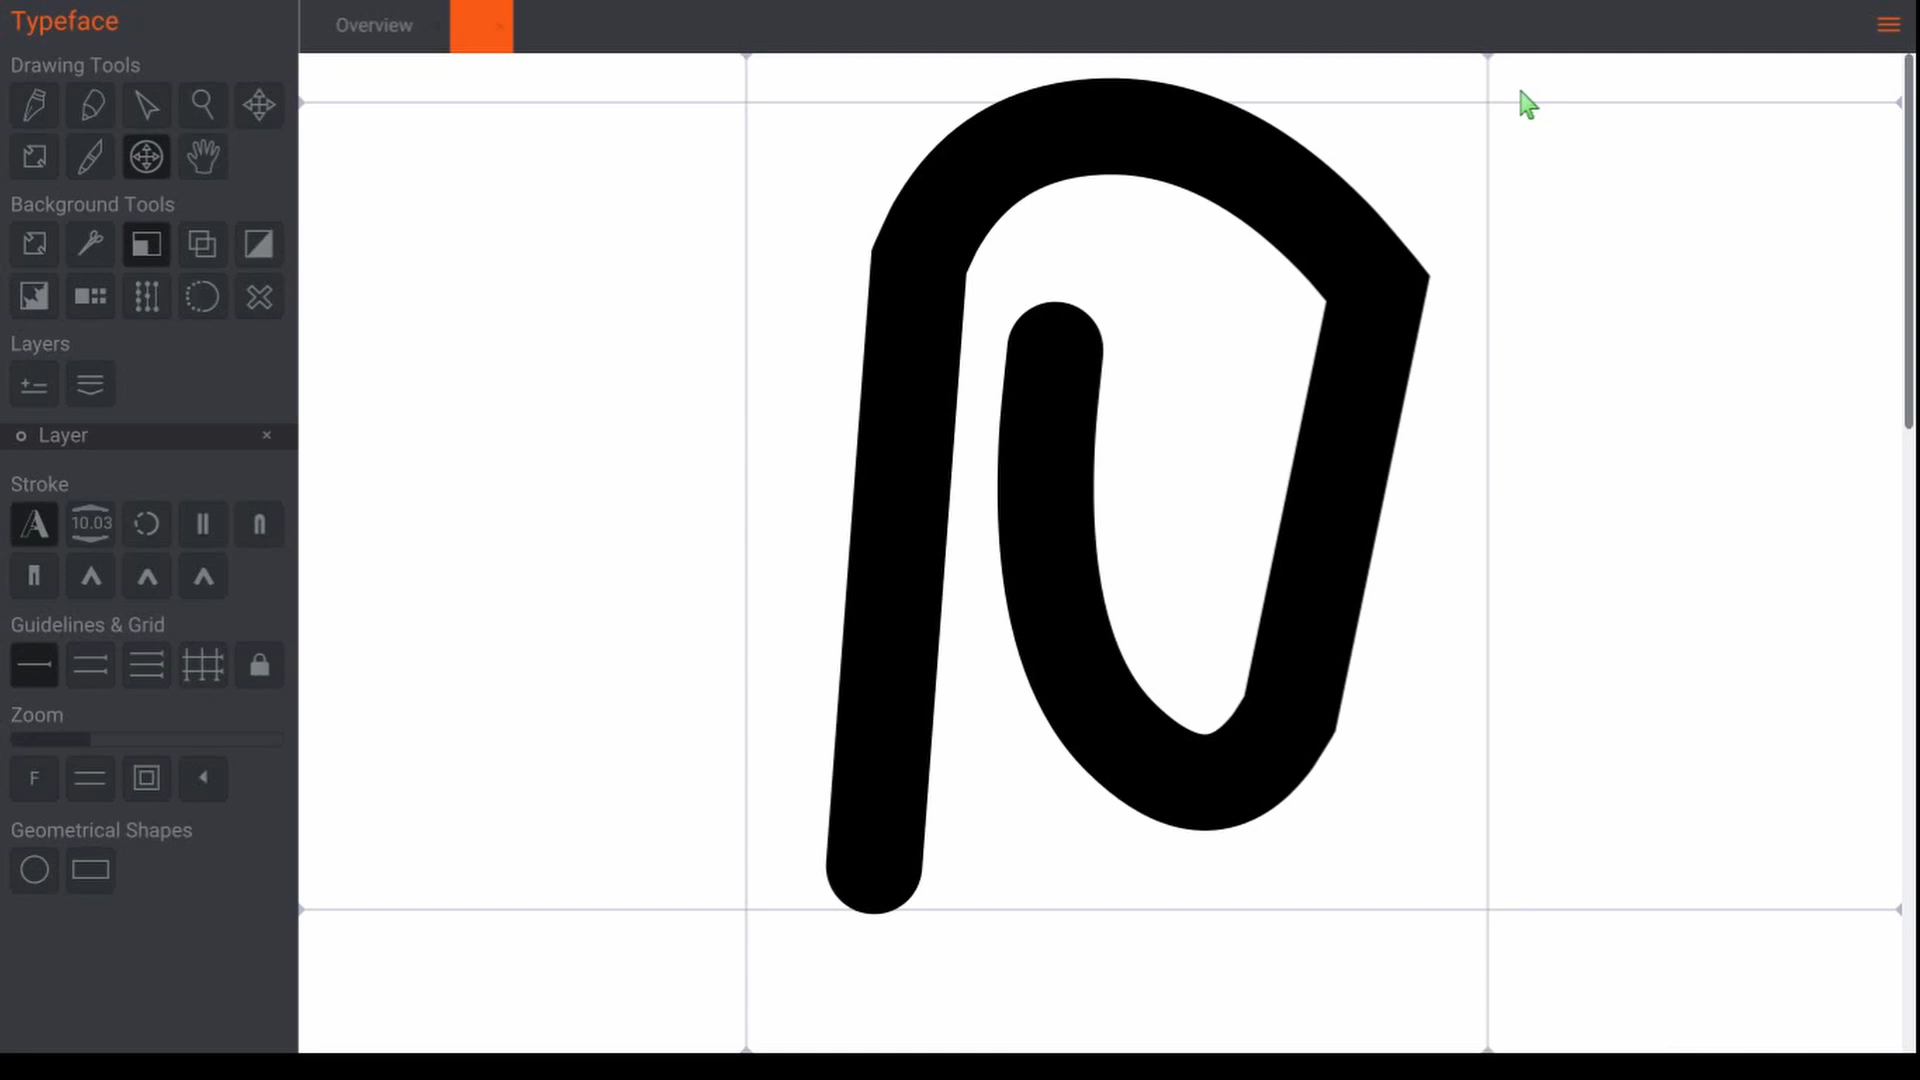 Typeface
Overview
Drawing Tools
Background Tools
Layers
Layer
Stroke
10.03
Guidelines & Grid
Zoom
F
Geometrical Shapes